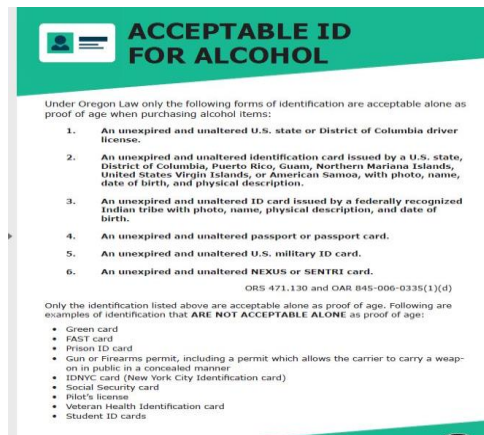 ACCEPTABLE ID
FOR ALCOHOL
Under Oregon Law only the following forms of identification are acceptable alone as
proof of age when purchasing alcohol items:
1. An unexpired and unaltered U.S. state or District of Columbia driver
license.
2. An unexpired and unaltered identification card issued by a U.S. state,
District of Columbia, Puerto Rico, Guam, Northern Mariana Islands,
United States Virgin Islands, or American Samoa, with photo, name,
date of birth, and physical description.
3. An unexpired and unaltered ID card issued by a federally recognized
Indian tribe with photo, name, physical description, and date of
birth.
4. An unexpired and unaltered passport or passport card.
5. An unexpired and unaltered U.S. military ID card.
6. An unexpired and unaltered NEXUS or SENTRI card.
ORS 471.130 and OAR 845-006-0335(1)(d)
Only the identification listed above are acceptable alone as proof of age. Following are
examples of identification that ARE NOT ACCEPTABLE ALONE as proof of age:
• Green card
• FAST card
• Prison ID card
• Gun or Firearms permit, including a permit which allows the carrier to carry a weap-
on in public in a concealed manner
• IDNYC card (New York City Identification card)
• Social Security card
• Pilot's license
• Veteran Health Identification card
• Student ID cards